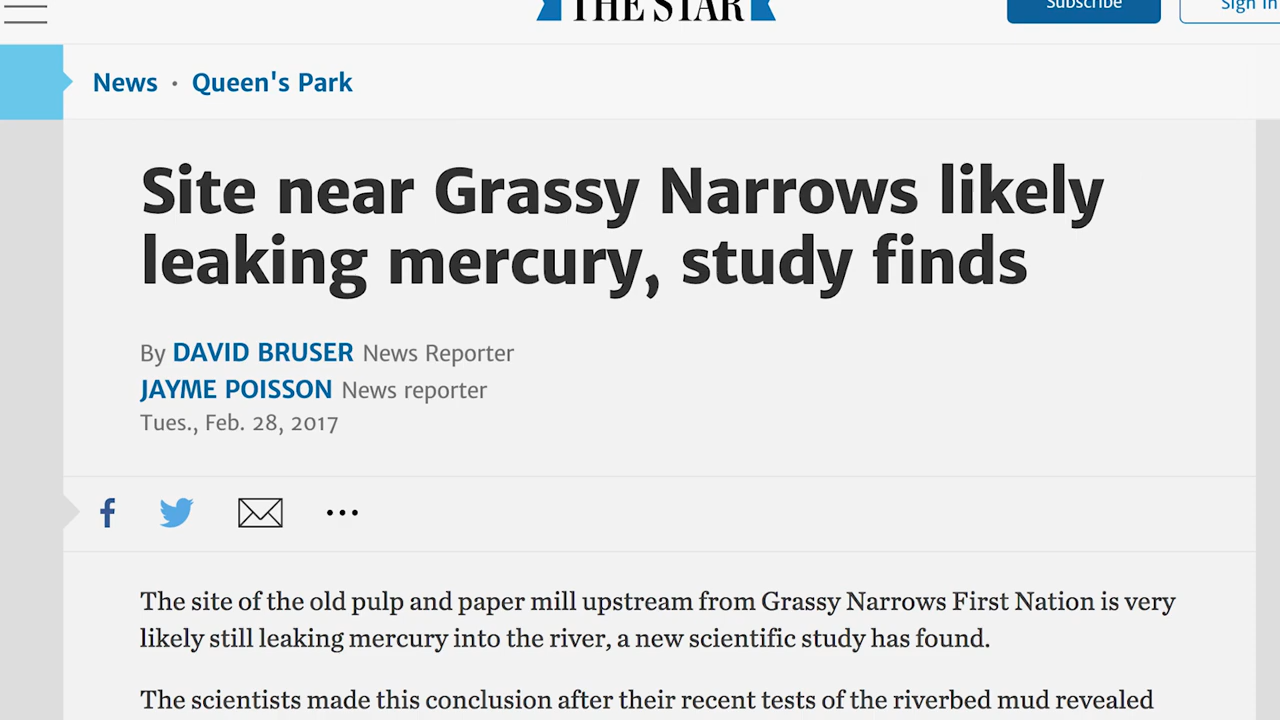 THE STAR
Subscribe
Sign In
News · Queen's Park
Site near Grassy Narrows likely
leaking mercury, study finds
By DAVID BRUSER News Reporter
JAYME POISSON News reporter
Tues., Feb. 28, 2017
The site of the old pulp and paper mill upstream from Grassy Narrows First Nation is very
likely still leaking mercury into the river, a new scientific study has found.
The scientists made this conclusion after their recent tests of the riverbed mud revealed